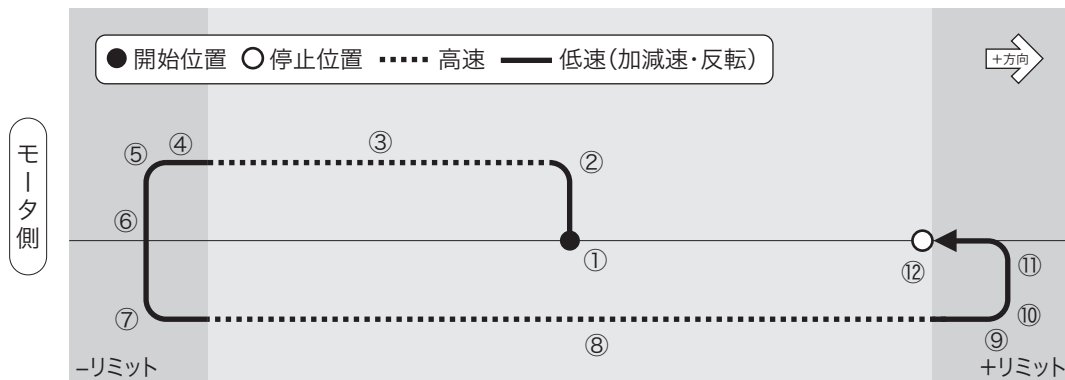 ●開始位置 ○停止位置 ⋯⋯ 高速 ── 低速(加減速・反転)
+方向
モータ側
⑤ ④ ③ ②
⑥
① ⑫ ⑪
⑦ ⑧ ⑨ ⑩
−リミット +リミット